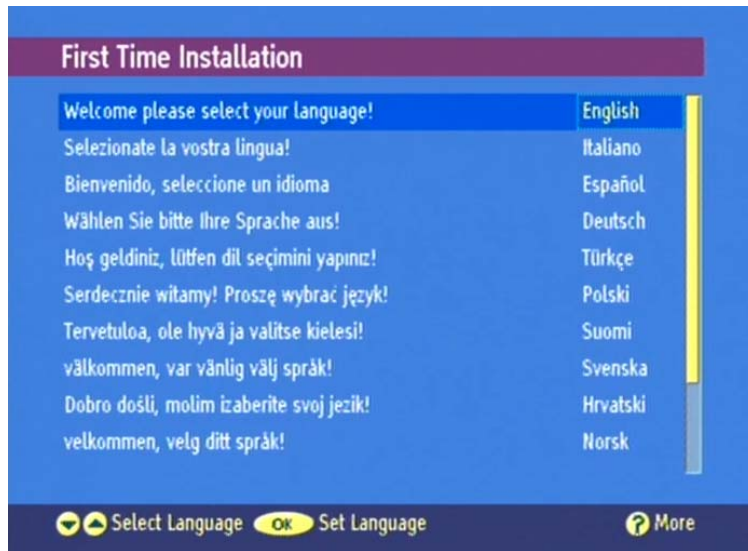 First Time Installation
Welcome please select your language! English
Selezionate la vostra lingua! Italiano
Bienvenido, seleccione un idioma Español
Wählen Sie bitte Ihre Sprache aus! Deutsch
Hoş geldiniz, lütfen dil seçimini yapınız! Türkçe
Serdecznie witamy! Proszę wybrać język! Polski
Tervetuloa, ole hyvä ja valitse kielesi! Suomi
välkommen, var vänlig välj språk! Svenska
Dobro došli, molim izaberite svoj jezik! Hrvatski
velkommen, velg ditt språk! Norsk
Select Language OK Set Language ? More